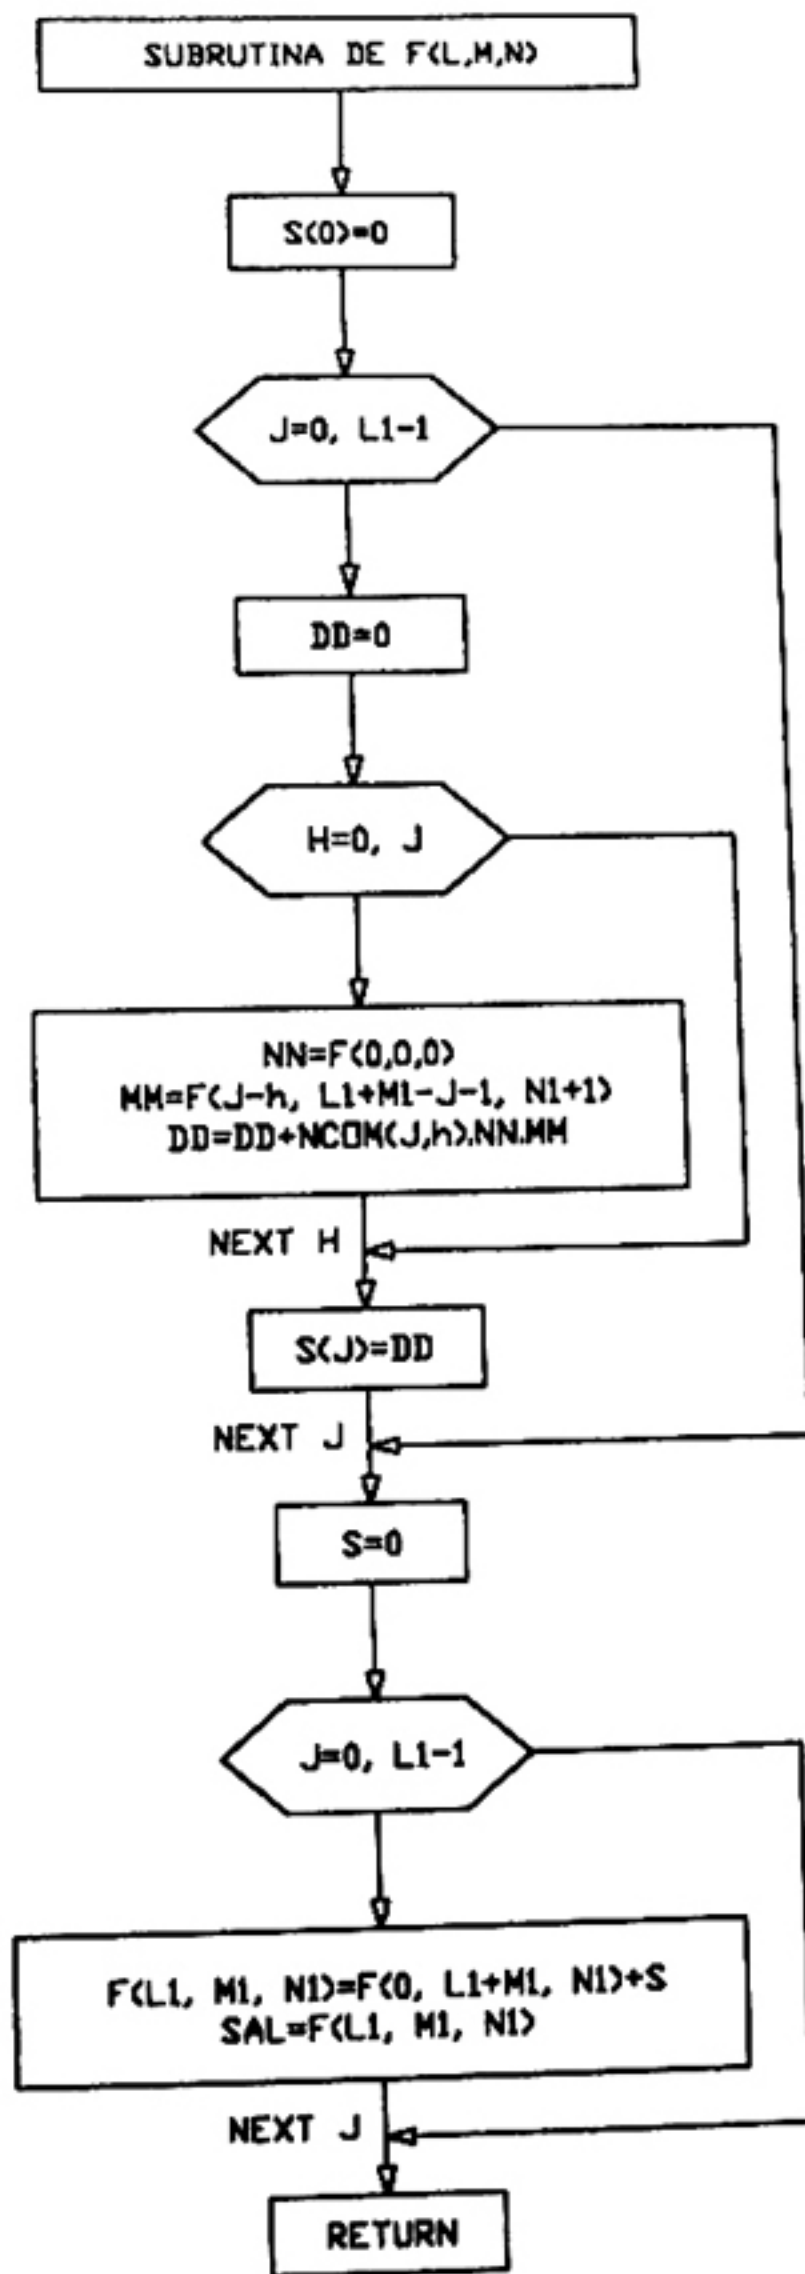 SUBRUTINA DE F(L,M,N)
S(0)=0
J=0, L1-1
DD=0
H=0, J
NN=F(0,0,0)
MM=F(J-h, L1+M1-J-1, N1+1)
DD=DD+NCOM(J,h).NN.MM
NEXT H
S(J)=DD
NEXT J
S=0
J=0, L1-1
F(L1, M1, N1)=F(0, L1+M1, N1)+S
SAL=F(L1, M1, N1)
NEXT J
RETURN